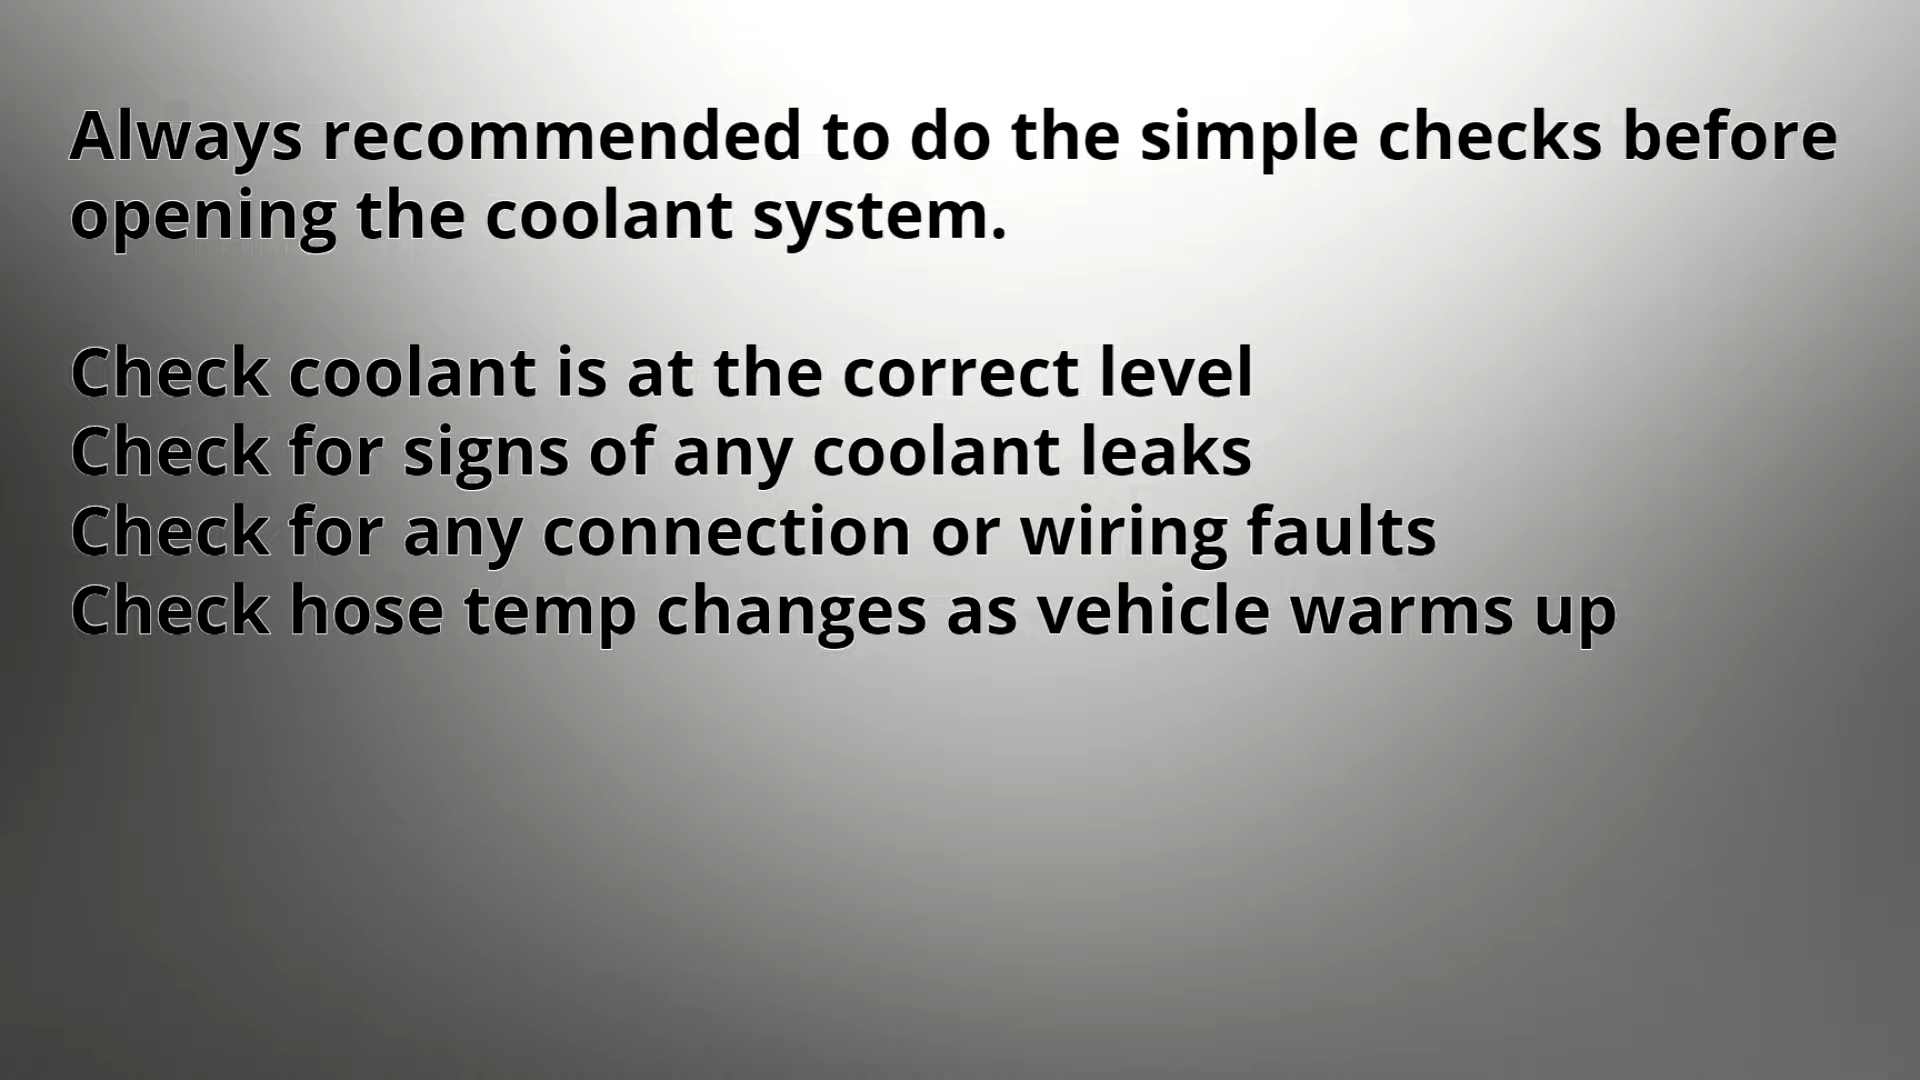 Always recommended to do the simple checks before
opening the coolant system.
Check coolant is at the correct level
Check for signs of any coolant leaks
Check for any connection or wiring faults
Check hose temp changes as vehicle warms up